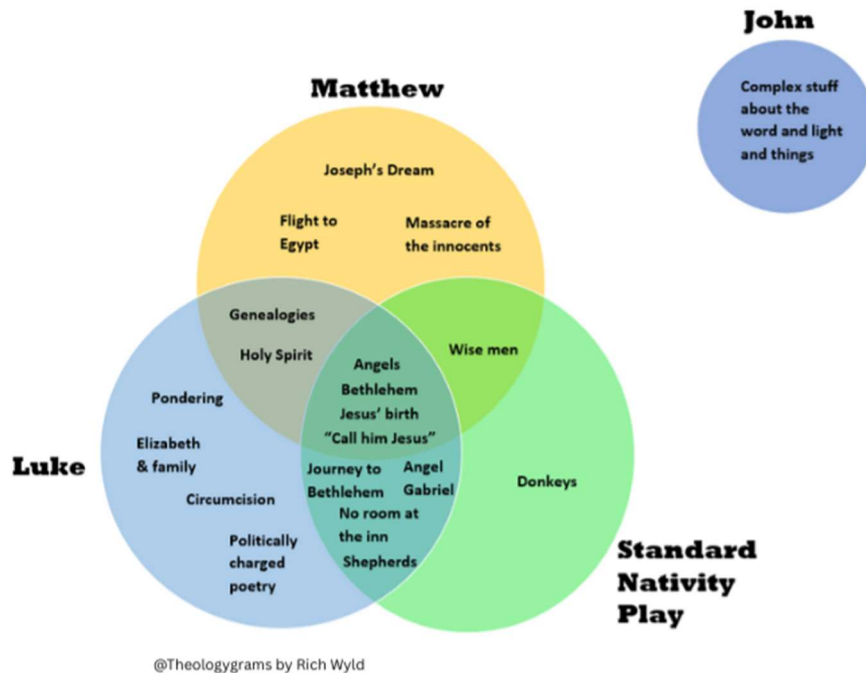 John
Complex stuff
about the
word and light
and things
Matthew
Joseph's Dream
Flight to
Egypt
Massacre of
the innocents
Genealogies
Holy Spirit
Wise men
Angels
Bethlehem
Jesus' birth
"Call him Jesus"
Luke
Pondering
Elizabeth
& family
Circumcision
Politically
charged
poetry
Journey to
Bethlehem
Angel
Gabriel
No room at
the inn
Shepherds
Donkeys
Standard
Nativity
Play
@Theologygrams by Rich Wyld